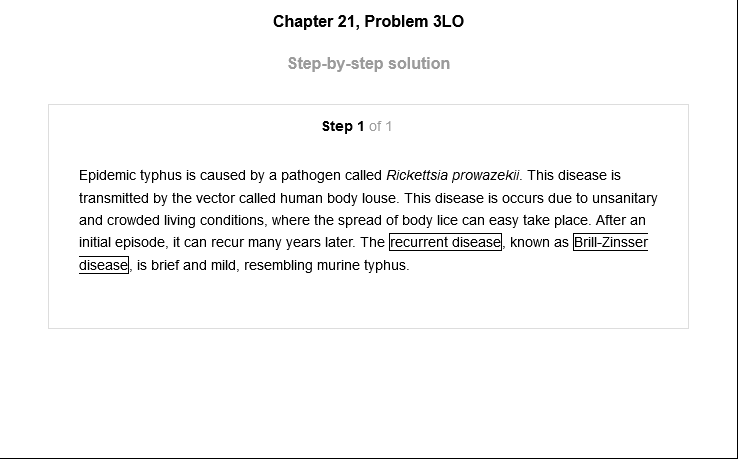 Chapter 21, Problem 3LO
Step-by-step solution
Step 1 of 1
Epidemic typhus is caused by a pathogen called Rickettsia prowazekii. This disease is
transmitted by the vector called human body louse. This disease is occurs due to unsanitary
and crowded living conditions, where the spread of body lice can easy take place. After an
initial episode, it can recur many years later. The recurrent disease, known as Brill-Zinsser
disease, is brief and mild, resembling murine typhus.